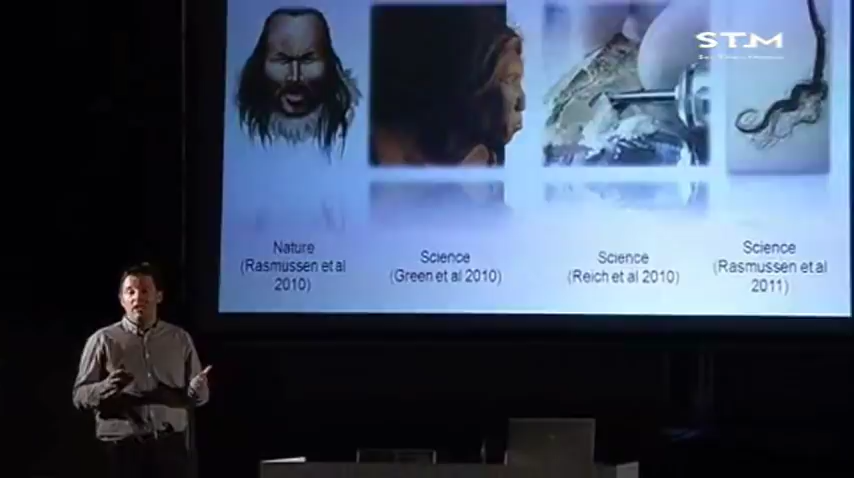 STM
Nature
(Rasmussen et al
2010)
Science
(Green et al 2010)
Science
(Reich et al 2010)
Science
(Rasmussen et al
2011)